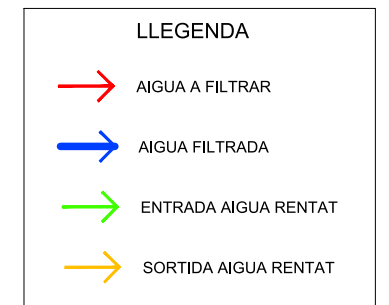 LLEGENDA
AIGUA A FILTRAR
AIGUA FILTRADA
ENTRADA AIGUA RENTAT
SORTIDA AIGUA RENTAT